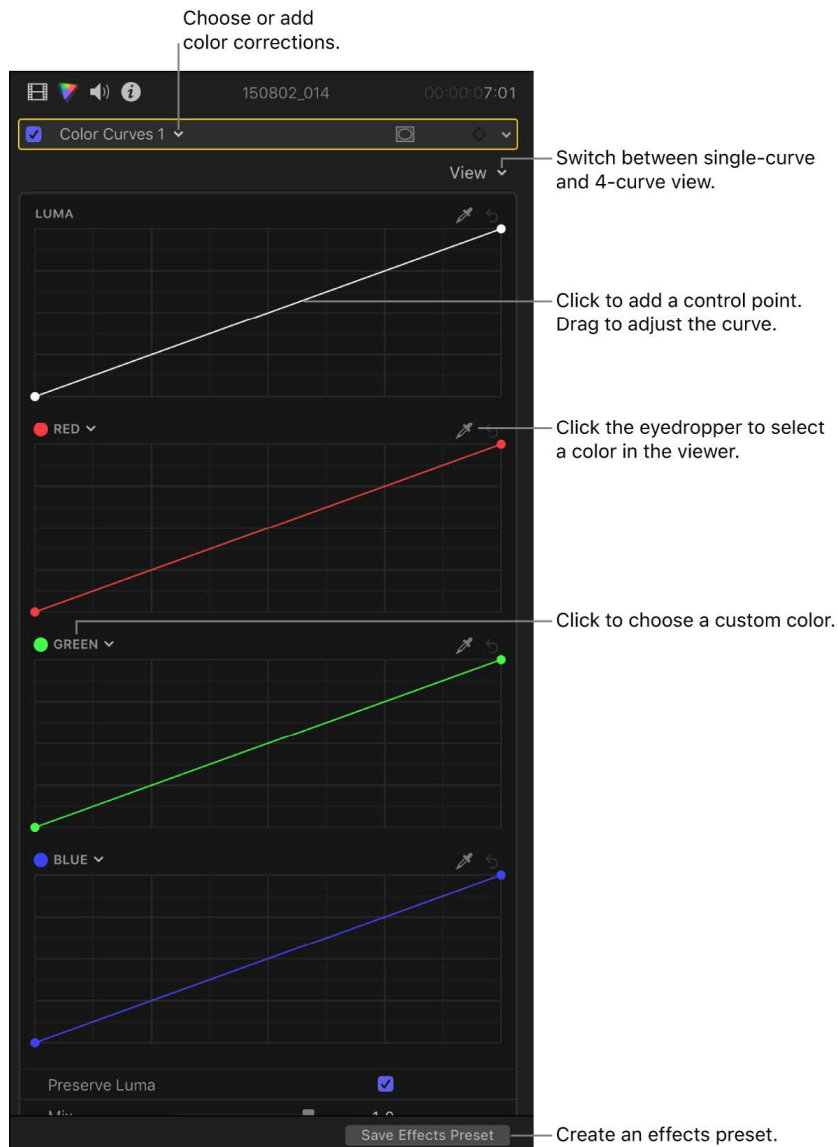 Choose or add
color corrections.
150802_014 00:00:07:01
Color Curves 1
View
Switch between single-curve
and 4-curve view.
LUMA
Click to add a control point.
Drag to adjust the curve.
RED
Click the eyedropper to select
a color in the viewer.
GREEN
Click to choose a custom color.
BLUE
Preserve Luma
Mix 1.0
Save Effects Preset
Create an effects preset.